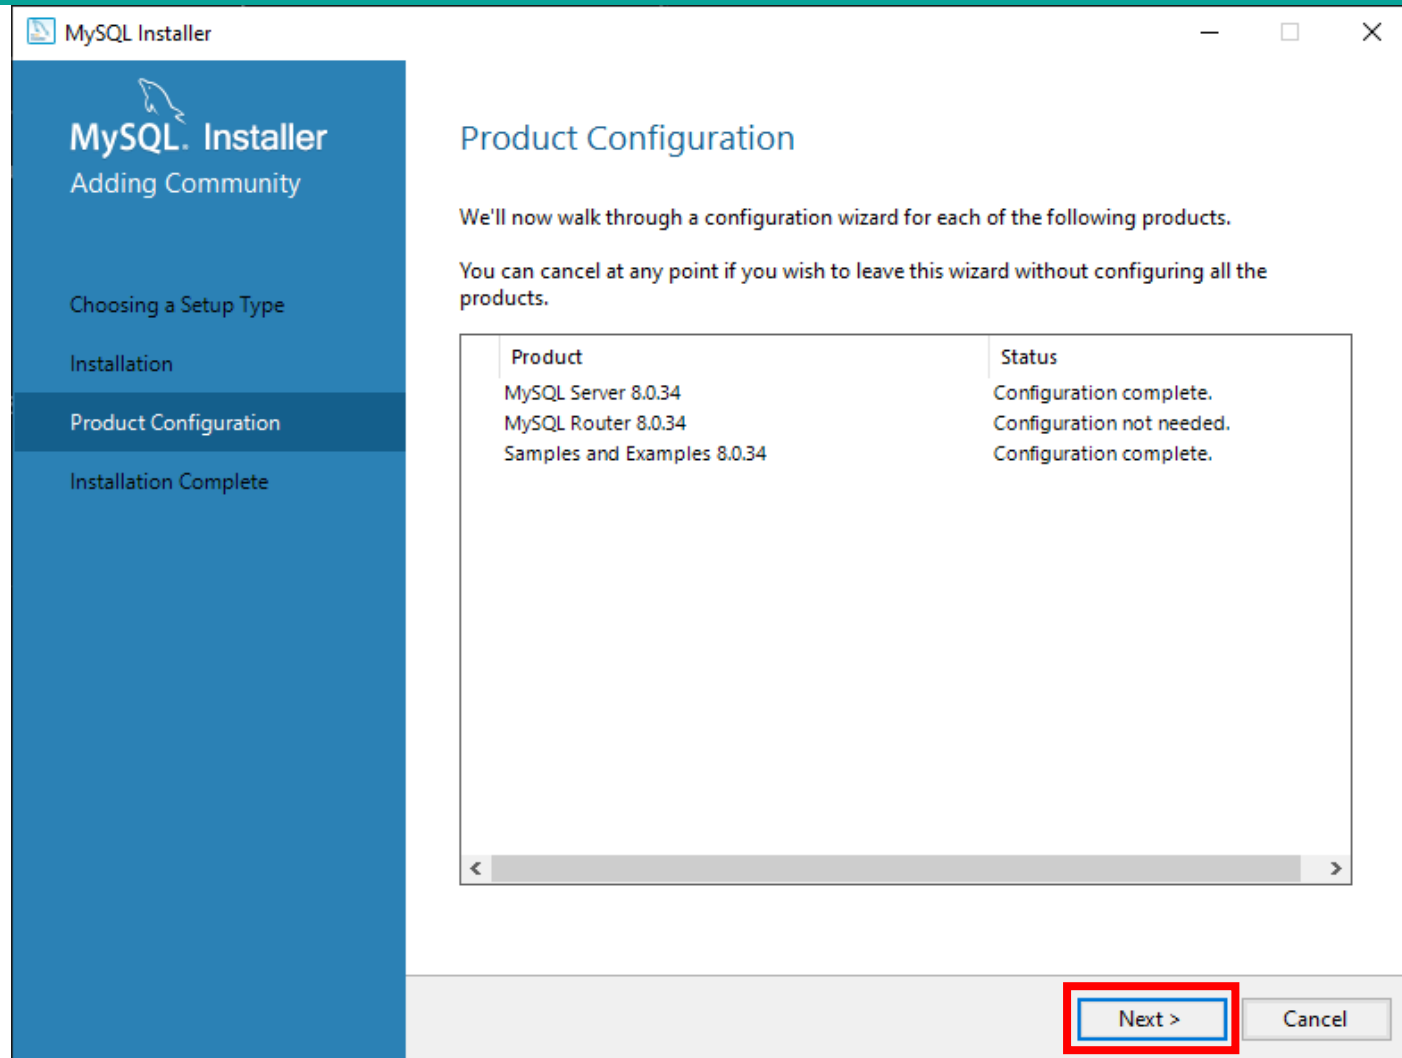 MySQL Installer
MySQL. Installer
Adding Community
Choosing a Setup Type
Installation
Product Configuration
Installation Complete
Product Configuration
We'll now walk through a configuration wizard for each of the following products.
You can cancel at any point if you wish to leave this wizard without configuring all the
products.
Product Status
MySQL Server 8.0.34 Configuration complete.
MySQL Router 8.0.34 Configuration not needed.
Samples and Examples 8.0.34 Configuration complete.
Next > Cancel